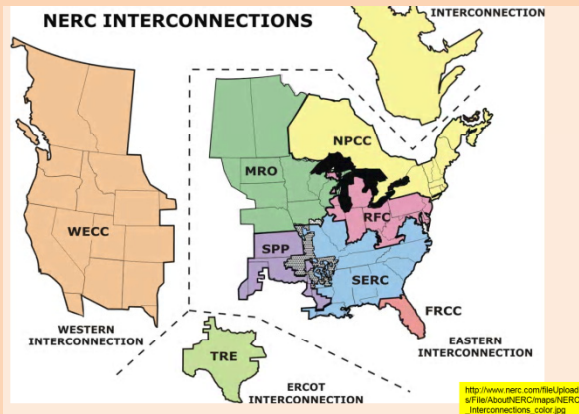 NERC INTERCONNECTIONS
INTERCONNECTION
NPCC
MRO
RFC
WECC
SPP
SERC
FRCC
WESTERN
INTERCONNECTION
EASTERN
INTERCONNECTION
TRE
ERCOT
INTERCONNECTION
http://www.nerc.com/fileUpload
s/File/AboutNERC/maps/NERC
_Interconnections_color.jpg